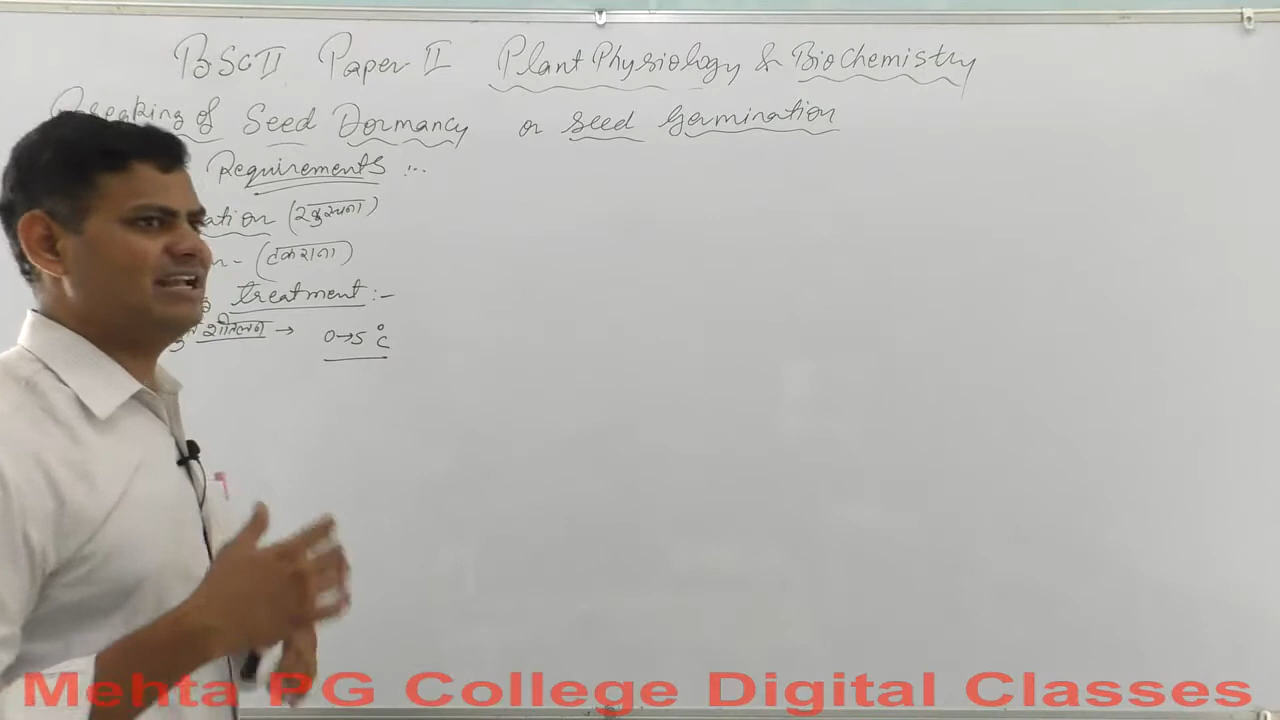 BSc II Paper II Plant Physiology & BioChemistry
Breaking of Seed Dormancy or Seed Germination
Requirements ...
ation
(टकराना)
treatment :-
शीतलन → 0→5 °C
Mehta PG College Digital Classes